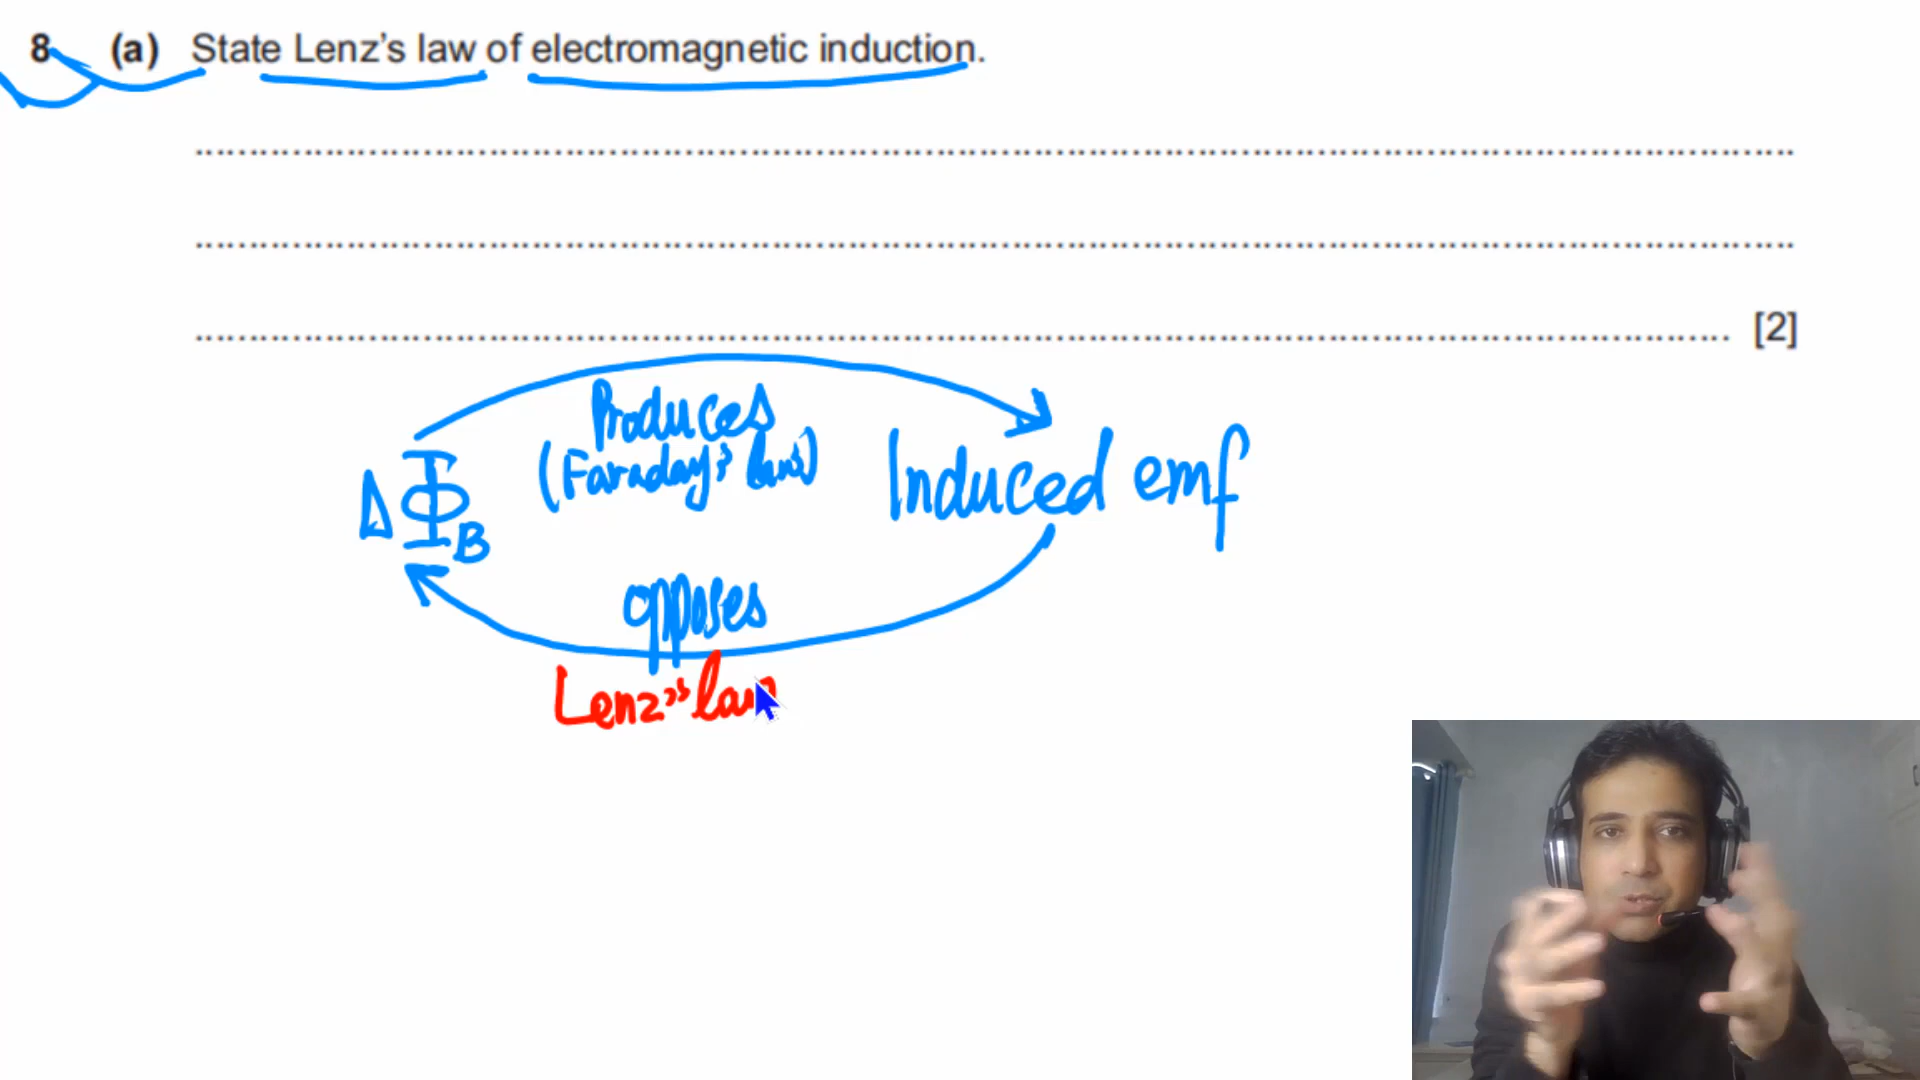 8 (a) State Lenz's law of electromagnetic induction.
[2]
Produces
(Faraday's law)
ΔΦB
Induced emf
opposes
Lenz's law